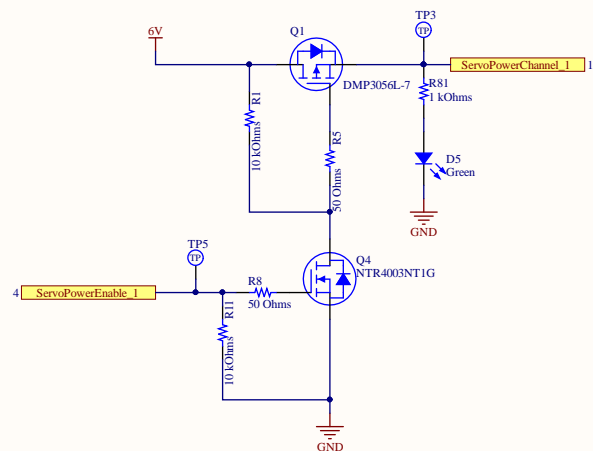 TP3
TP
6V
Q1
ServoPowerChannel_1
1
DMP3056L-7
R81
1 kOhms
R1
10 kOhms
R5
50 Ohms
D5
Green
GND
TP5
TP
Q4
NTR4003NT1G
4
ServoPowerEnable_1
R8
50 Ohms
R11
10 kOhms
GND